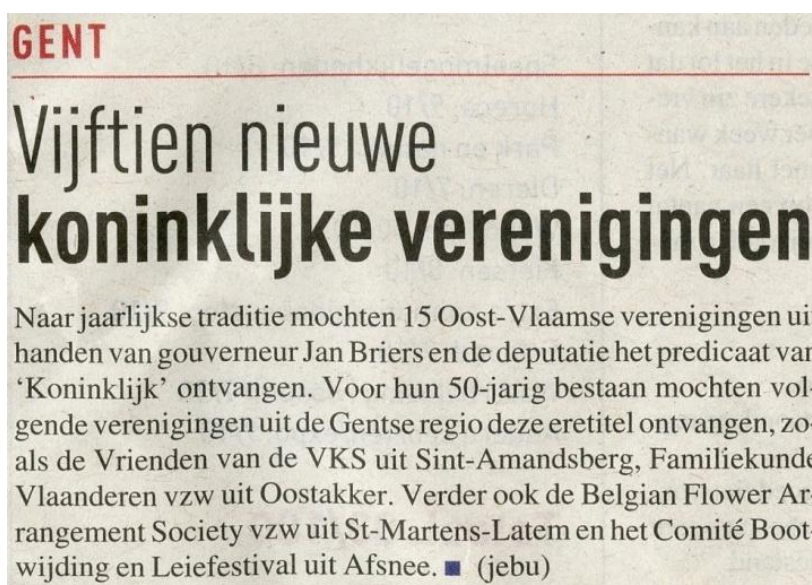 GENT
Vijftien nieuwe
koninklijke verenigingen
Naar jaarlijkse traditie mochten 15 Oost-Vlaamse verenigingen uit
handen van gouverneur Jan Briers en de deputatie het predicaat van
‘Koninklijk’ ontvangen. Voor hun 50-jarig bestaan mochten vol-
gende verenigingen uit de Gentse regio deze eretitel ontvangen, zo-
als de Vrienden van de VKS uit Sint-Amandsberg, Familiekunde
Vlaanderen vzw uit Oostakker. Verder ook de Belgian Flower Ar-
rangement Society vzw uit St-Martens-Latem en het Comité Boot-
wijding en Leiefestival uit Afsnee. ■ (jebu)